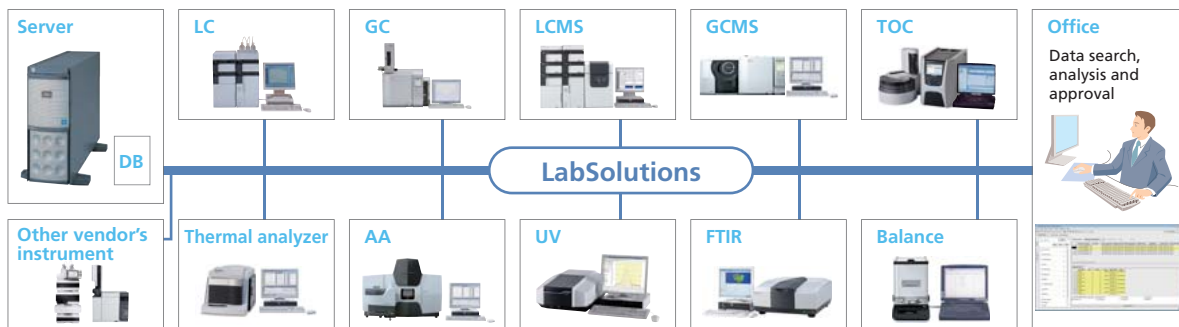 Server
LC
GC
LCMS
GCMS
TOC
Office
Data search,
analysis and
approval
DB
LabSolutions
Other vendor's
instrument
Thermal analyzer
AA
UV
FTIR
Balance